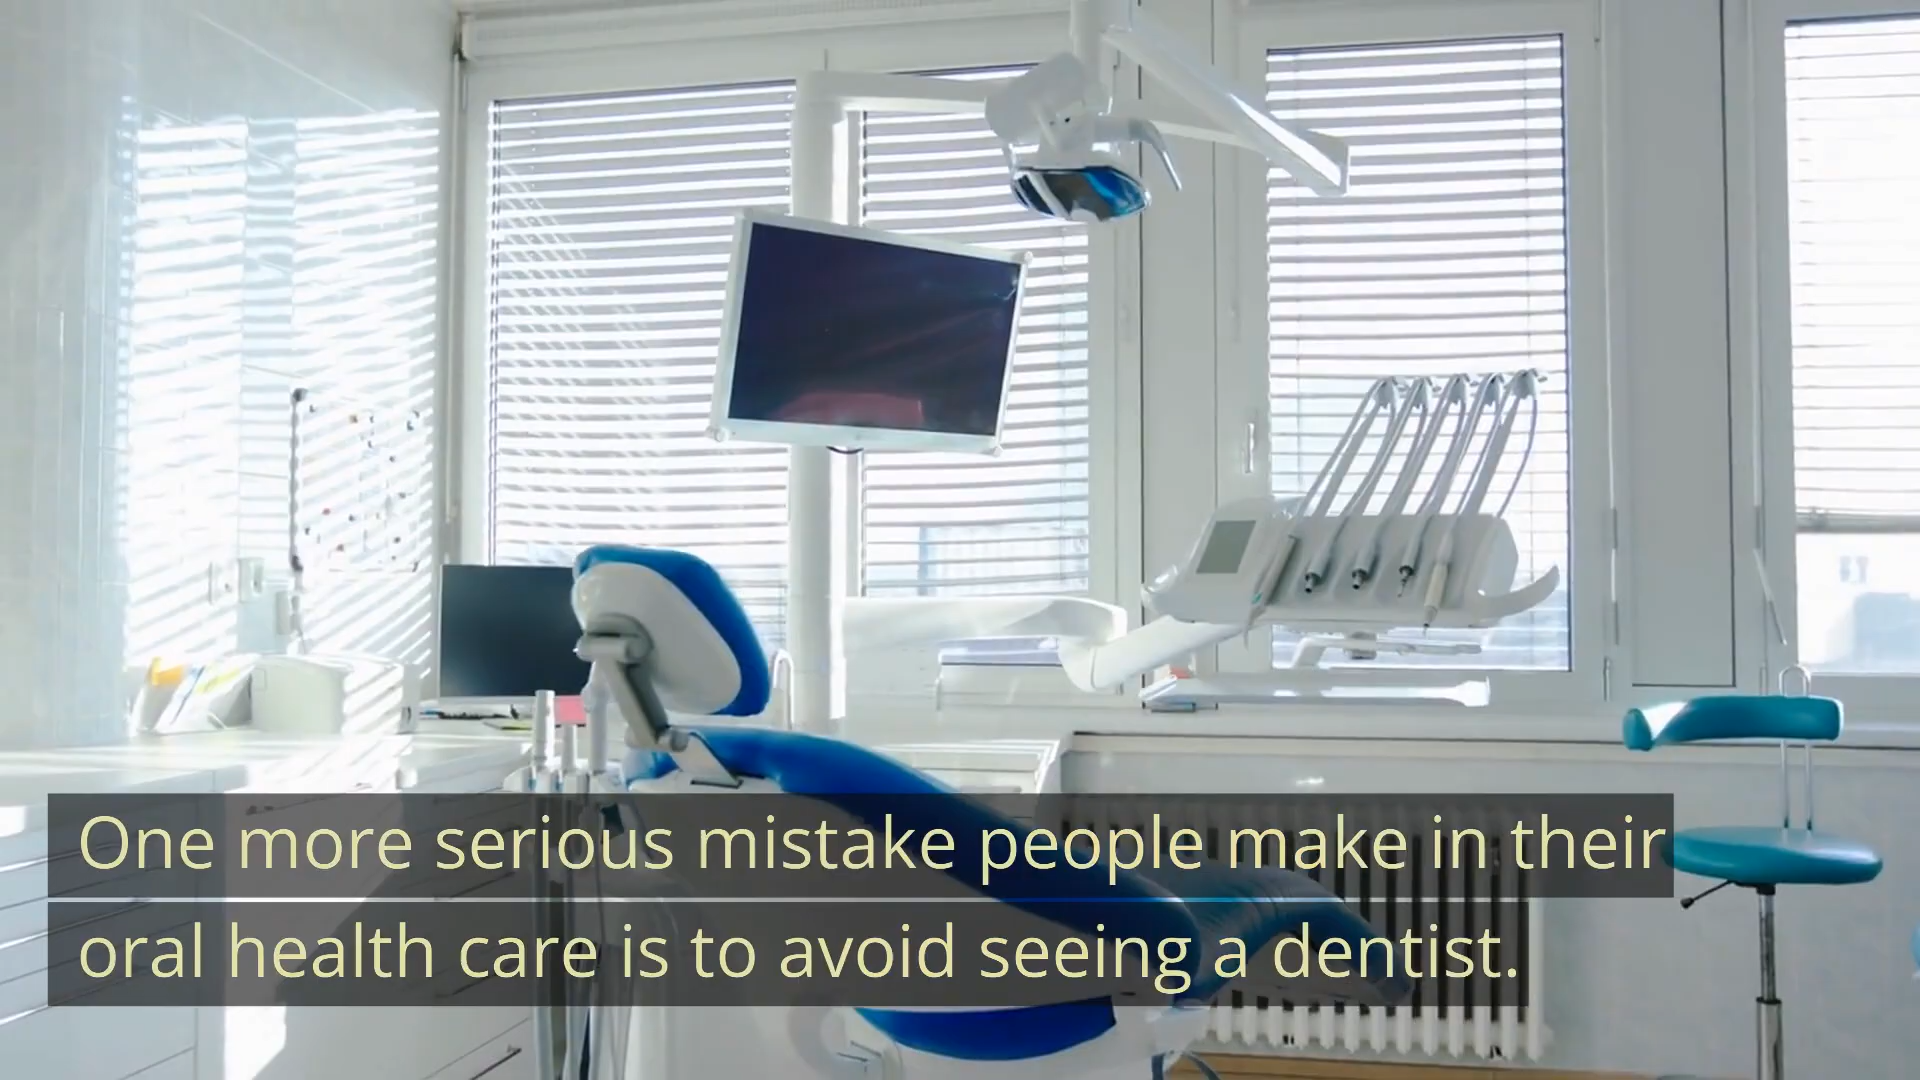 One more serious mistake people make in their
oral health care is to avoid seeing a dentist.